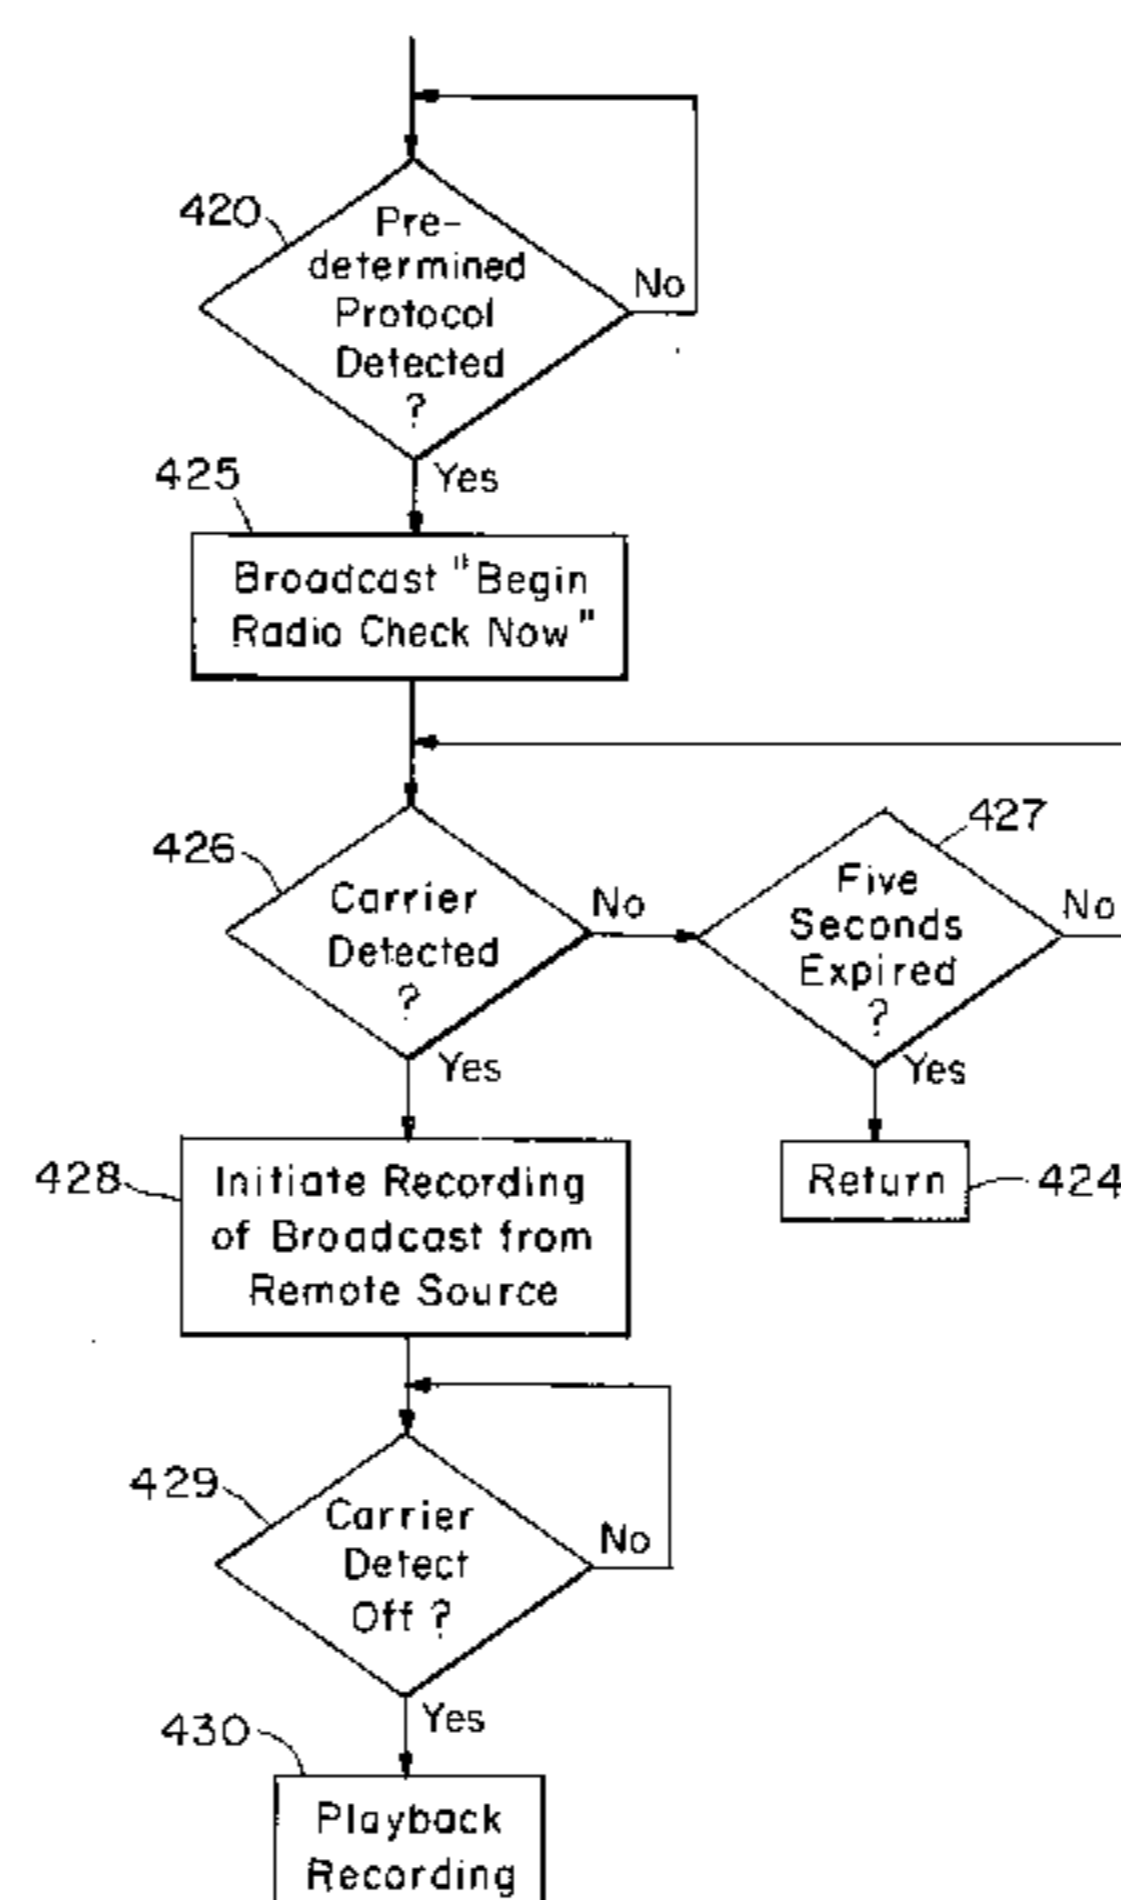 420
Pre-
determined
Protocol
Detected
?
No
Yes
425
Broadcast "Begin
Radio Check Now"
426
Carrier
Detected
?
No
Yes
427
Five
Seconds
Expired
?
No
Yes
428
Initiate Recording
of Broadcast from
Remote Source
Return
424
429
Carrier
Detect
Off ?
No
Yes
430
Playback
Recording